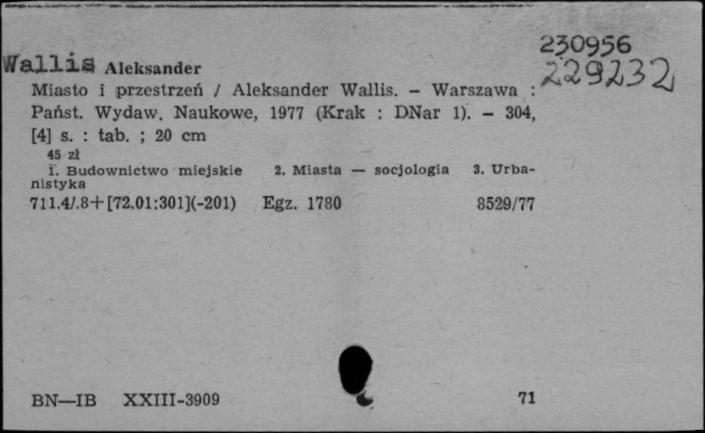 230956
229232
Wallis Aleksander
Miasto i przestrzeń / Aleksander Wallis. – Warszawa :
Państ. Wydaw. Naukowe, 1977 (Krak : DNar 1). – 304,
[4] s. : tab. ; 20 cm
45 zł
1. Budownictwo miejskie 2. Miasta — socjologia 3. Urba-
nistyka
711.4/.8+[72.01:301](-201) Egz. 1780 8529/77
BN—IB XXIII-3909 71